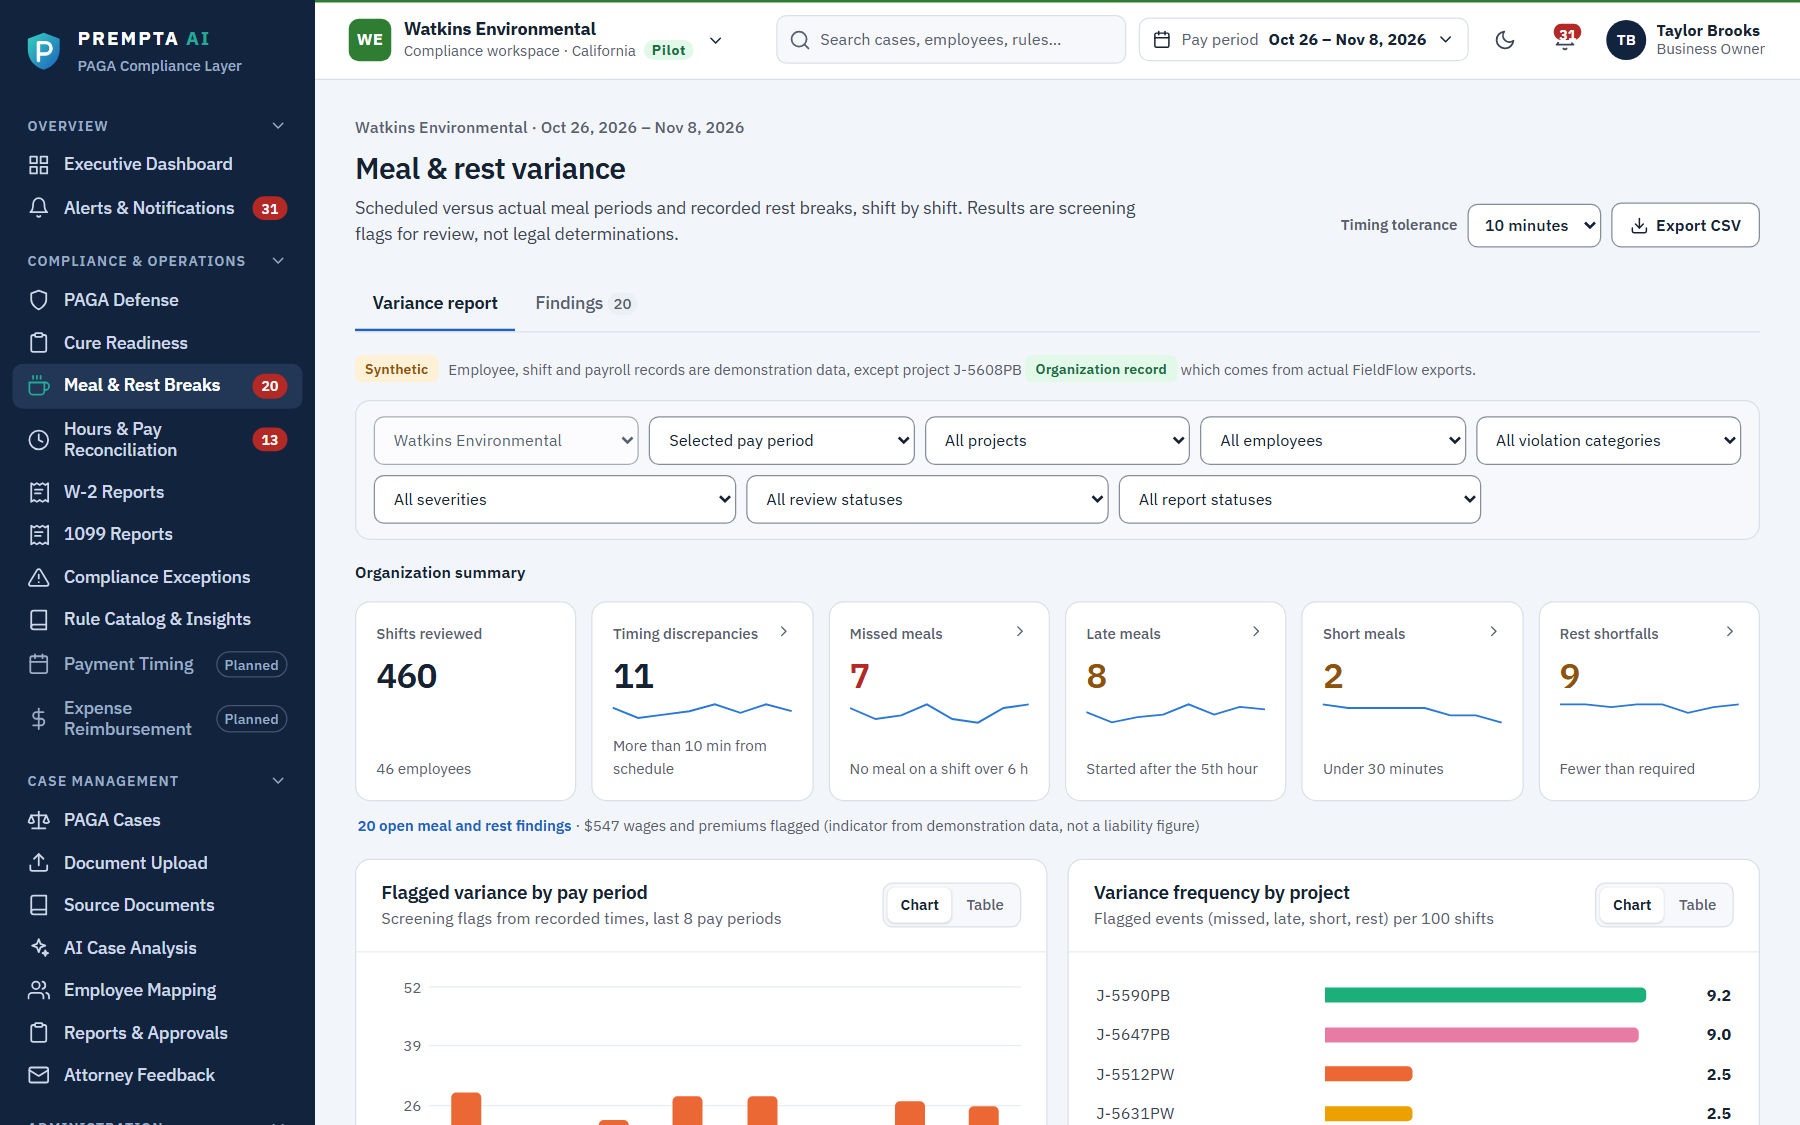 PREMPTA AI
PAGA Compliance Layer
OVERVIEW
Executive Dashboard
Alerts & Notifications 31
COMPLIANCE & OPERATIONS
PAGA Defense
Cure Readiness
Meal & Rest Breaks 20
Hours & Pay
Reconciliation 13
W-2 Reports
1099 Reports
Compliance Exceptions
Rule Catalog & Insights
Payment Timing Planned
Expense
Reimbursement Planned
CASE MANAGEMENT
PAGA Cases
Document Upload
Source Documents
AI Case Analysis
Employee Mapping
Reports & Approvals
Attorney Feedback
ADMINISTRATION
WE
Watkins Environmental
Compliance workspace · California Pilot
Search cases, employees, rules...
Pay period Oct 26 – Nov 8, 2026
31
TB
Taylor Brooks
Business Owner
Watkins Environmental · Oct 26, 2026 – Nov 8, 2026
Meal & rest variance
Scheduled versus actual meal periods and recorded rest breaks, shift by shift. Results are screening
flags for review, not legal determinations.
Timing tolerance 10 minutes Export CSV
Variance report Findings 20
Synthetic Employee, shift and payroll records are demonstration data, except project J-5608PB Organization record which comes from actual FieldFlow exports.
Watkins Environmental Selected pay period All projects All employees All violation categories
All severities All review statuses All report statuses
Organization summary
Shifts reviewed
460
46 employees
Timing discrepancies
11
More than 10 min from
schedule
Missed meals
7
No meal on a shift over 6 h
Late meals
8
Started after the 5th hour
Short meals
2
Under 30 minutes
Rest shortfalls
9
Fewer than required
20 open meal and rest findings · $547 wages and premiums flagged (indicator from demonstration data, not a liability figure)
Flagged variance by pay period
Screening flags from recorded times, last 8 pay periods
Chart Table
52
39
26
Variance frequency by project
Flagged events (missed, late, short, rest) per 100 shifts
Chart Table
J-5590PB 9.2
J-5647PB 9.0
J-5512PW 2.5
J-5631PW 2.5